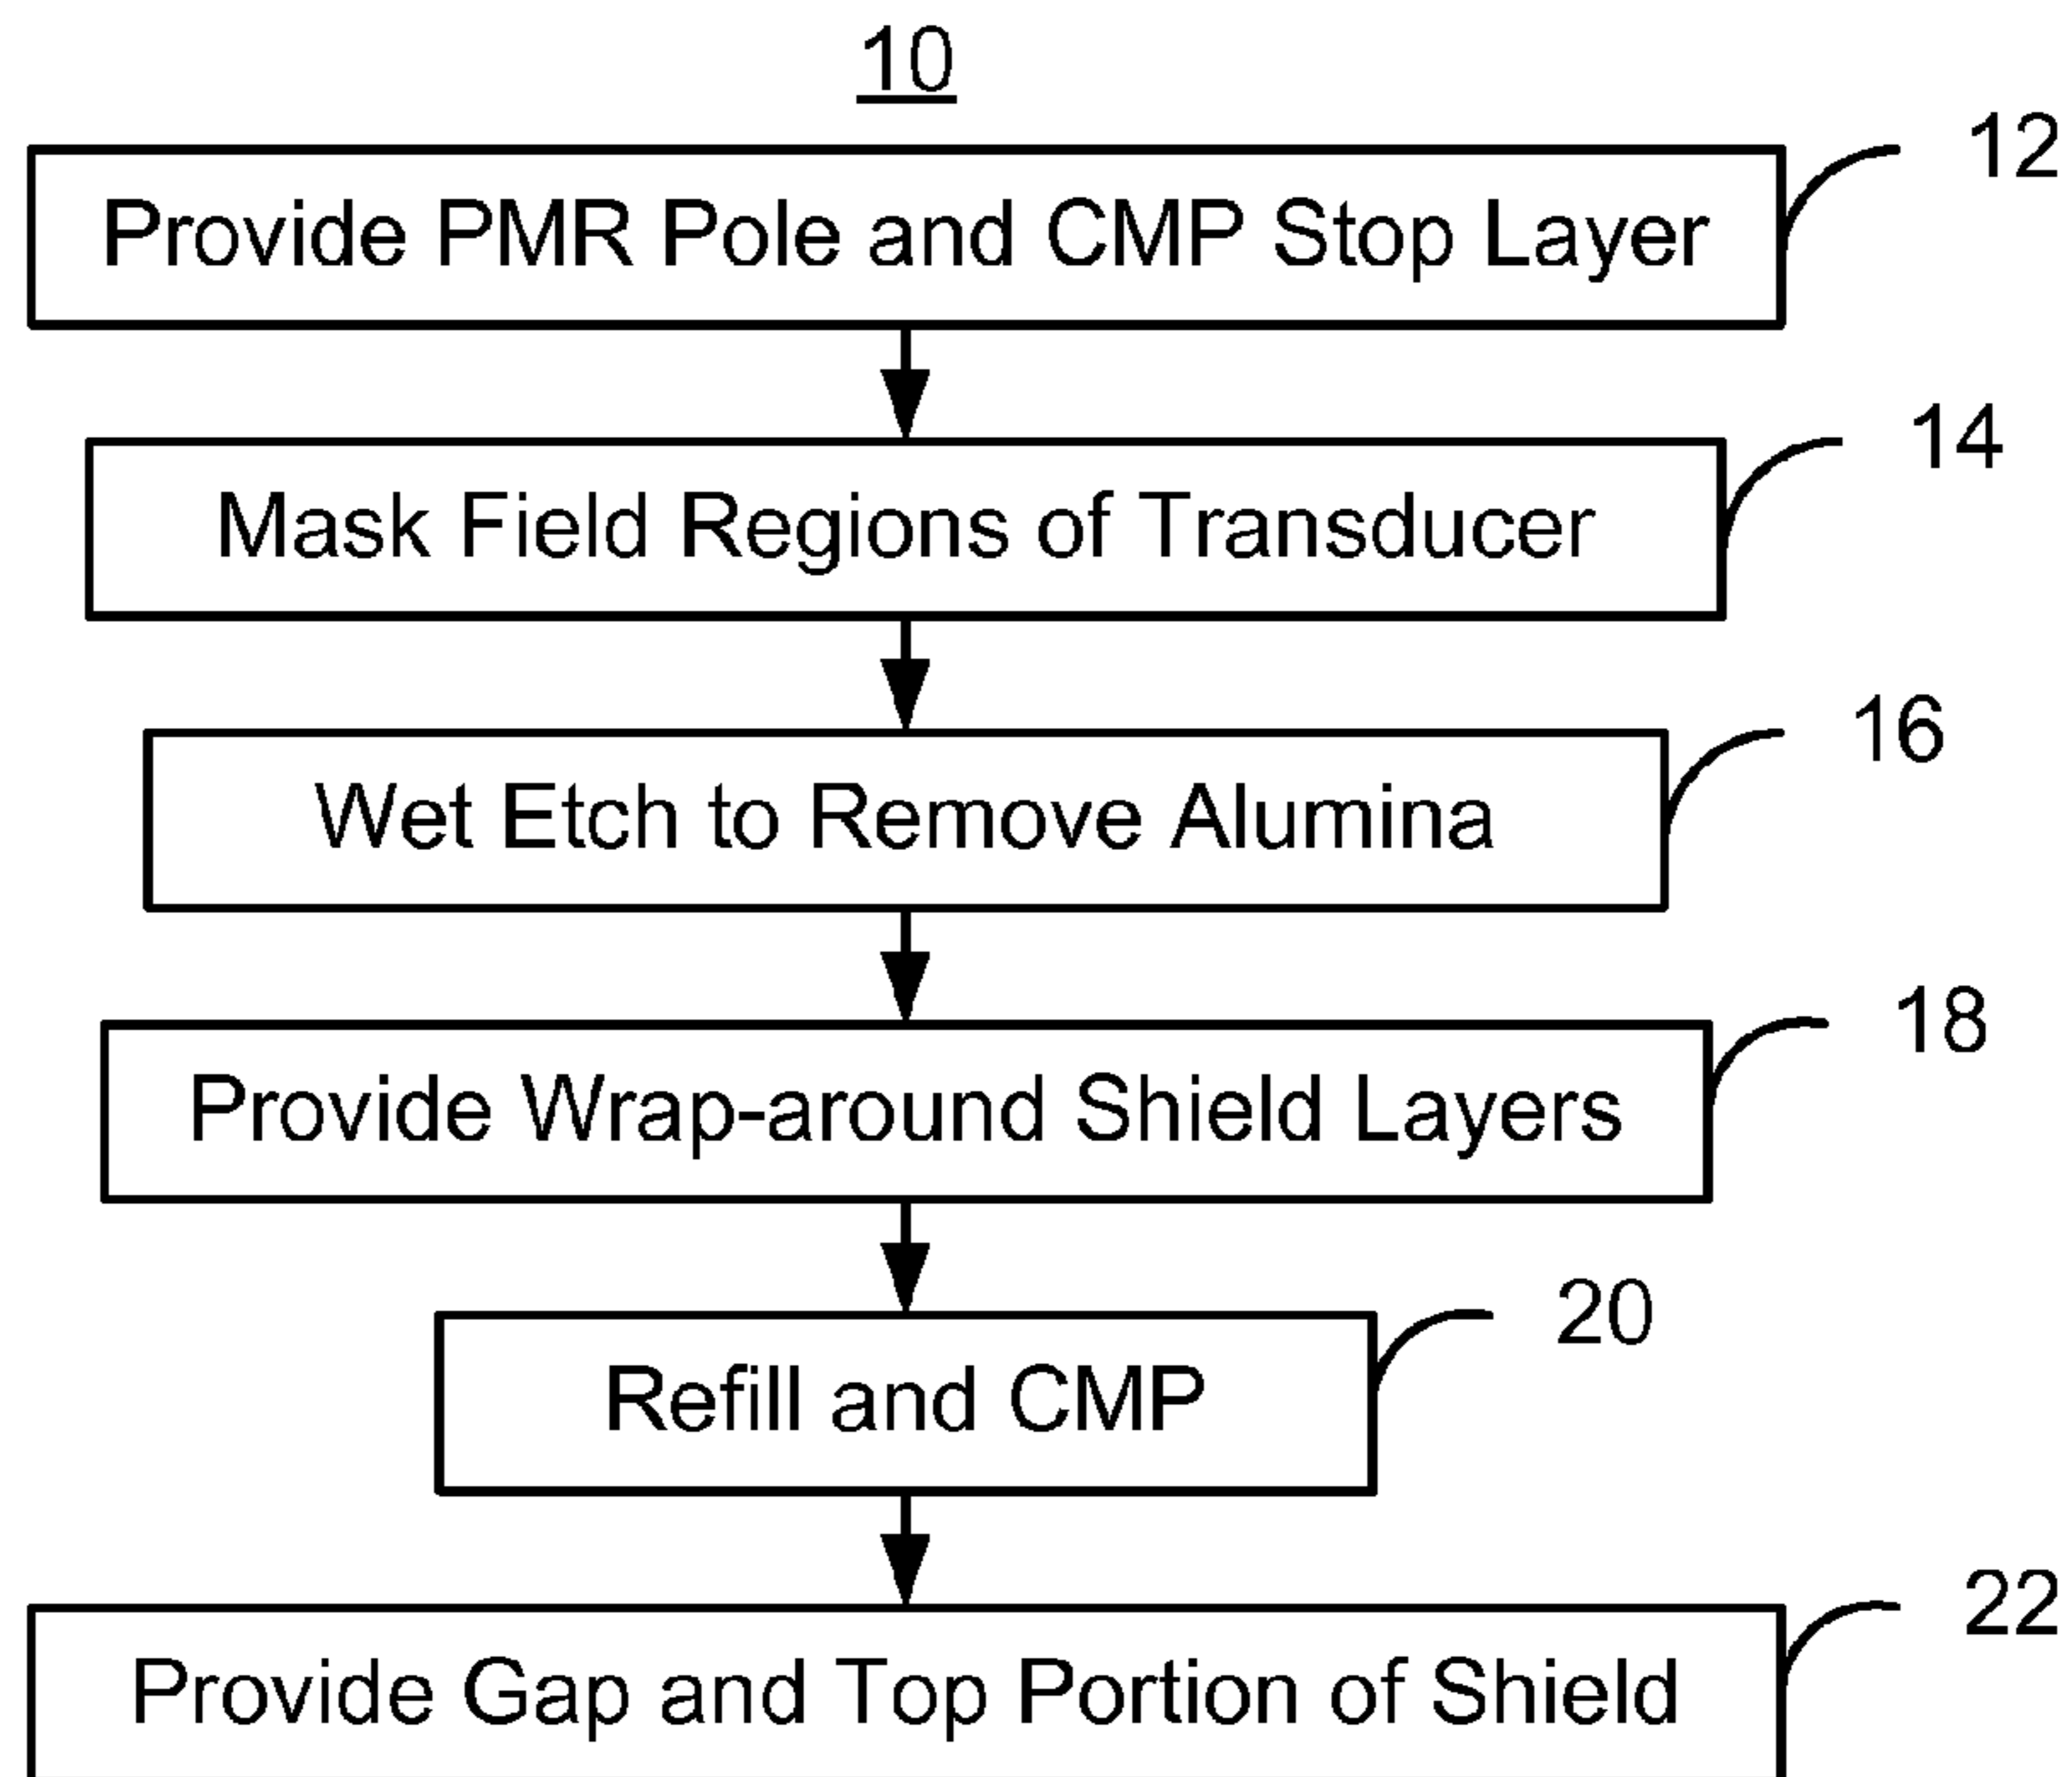 10
Provide PMR Pole and CMP Stop Layer
12
Mask Field Regions of Transducer
14
Wet Etch to Remove Alumina
16
Provide Wrap-around Shield Layers
18
Refill and CMP
20
Provide Gap and Top Portion of Shield
22